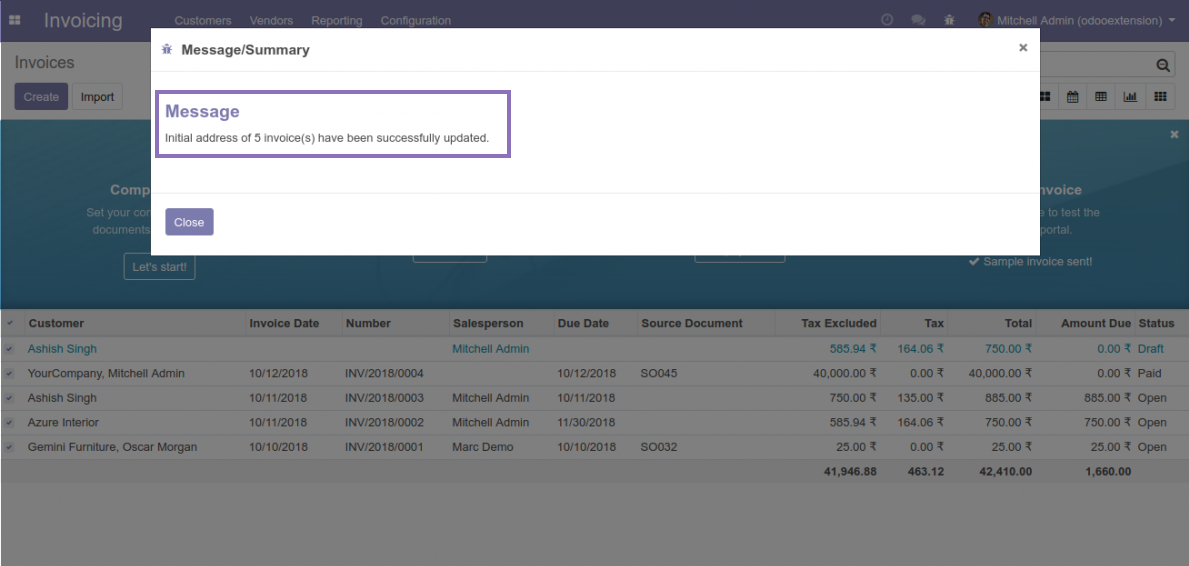 Invoicing Customers Vendors Reporting Configuration Mitchell Admin (odooextension)
Message/Summary ×
Invoices
Create Import
Message
Initial address of 5 invoice(s) have been successfully updated.
Comp
nvoice
Set your con
e to test the
documents
portal.
Close
Let's start!
Sample invoice sent!
Customer Invoice Date Number Salesperson Due Date Source Document Tax Excluded Tax Total Amount Due Status
Ashish Singh Mitchell Admin 585.94 ₹ 164.06 ₹ 750.00 ₹ 0.00 ₹ Draft
YourCompany, Mitchell Admin 10/12/2018 INV/2018/0004 10/12/2018 SO045 40,000.00 ₹ 0.00 ₹ 40,000.00 ₹ 0.00 ₹ Paid
Ashish Singh 10/11/2018 INV/2018/0003 Mitchell Admin 10/11/2018 750.00 ₹ 135.00 ₹ 885.00 ₹ 885.00 ₹ Open
Azure Interior 10/11/2018 INV/2018/0002 Mitchell Admin 11/30/2018 585.94 ₹ 164.06 ₹ 750.00 ₹ 750.00 ₹ Open
Gemini Furniture, Oscar Morgan 10/10/2018 INV/2018/0001 Marc Demo 10/10/2018 SO032 25.00 ₹ 0.00 ₹ 25.00 ₹ 25.00 ₹ Open
41,946.88 463.12 42,410.00 1,660.00